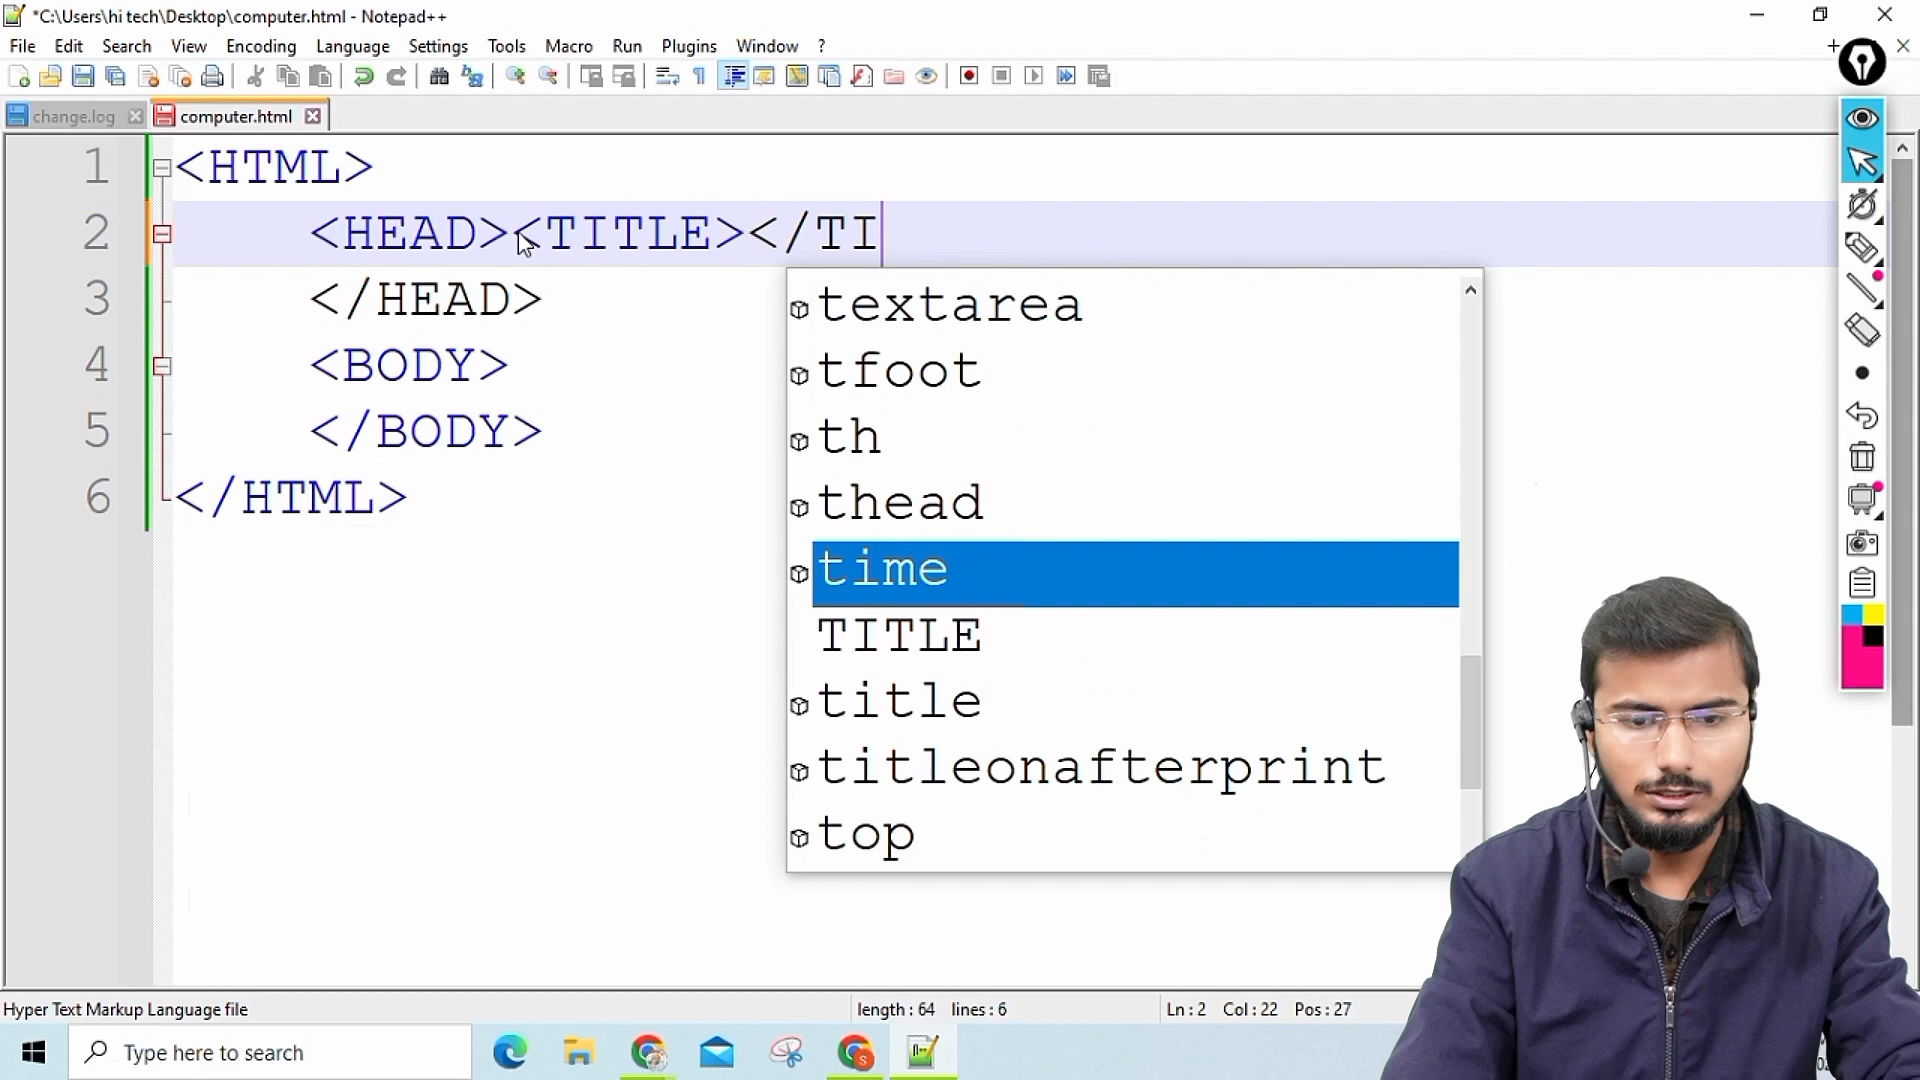 *C:\Users\hi tech\Desktop\computer.html - Notepad++
File Edit Search View Encoding Language Settings Tools Macro Run Plugins Window ?
change.log computer.html
1 <HTML>
2 <HEAD><TITLE></TI
3 </HEAD>
4 <BODY>
5 </BODY>
6 </HTML>
textarea
tfoot
th
thead
time
TITLE
title
titleonafterprint
top
Hyper Text Markup Language file length : 64 lines : 6 Ln : 2 Col : 22 Pos : 27
Type here to search